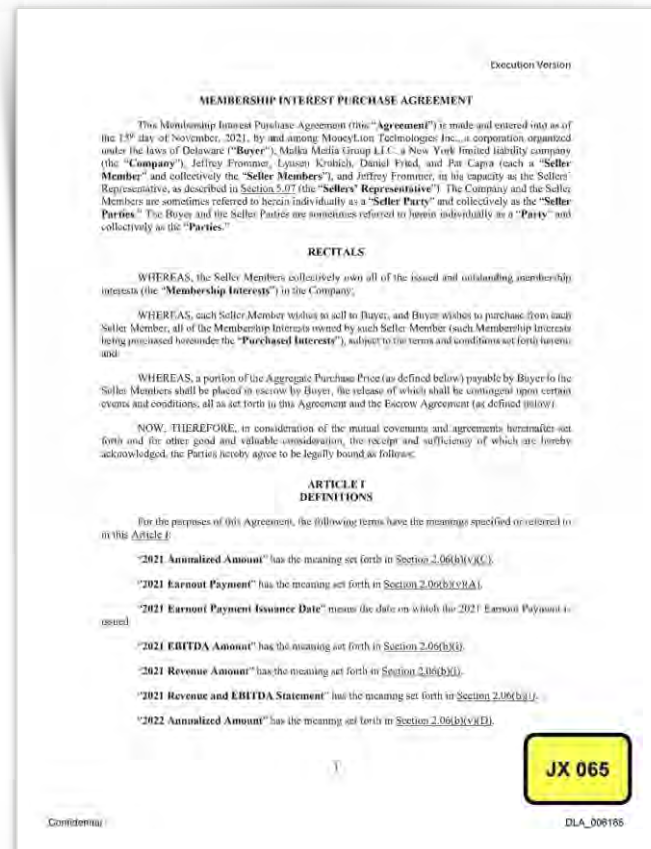 Execution Version
MEMBERSHIP INTEREST PURCHASE AGREEMENT
This Membership Interest Purchase Agreement (this "Agreement") is made and entered into as of
the 15th day of November, 2021, by and among MoneyLion Technologies Inc., a corporation organized
under the laws of Delaware ("Buyer"), Malka Media Group LLC, a New York limited liability company
(the "Company"), Jeffrey Frommer, Lyusen Krubich, Daniel Fried, and Pat Capra (each a "Seller
Member" and collectively the "Seller Members"), and Jeffrey Frommer, in his capacity as the Sellers'
Representative, as described in Section 5.07 (the "Sellers' Representative"). The Company and the Seller
Members are sometimes referred to herein individually as a "Seller Party" and collectively as the "Seller
Parties." The Buyer and the Seller Parties are sometimes referred to herein individually as a "Party" and
collectively as the "Parties."
RECITALS
WHEREAS, the Seller Members collectively own all of the issued and outstanding membership
interests (the "Membership Interests") in the Company;
WHEREAS, each Seller Member wishes to sell to Buyer, and Buyer wishes to purchase from each
Seller Member, all of the Membership Interests owned by such Seller Member (such Membership Interests
being purchased hereunder the "Purchased Interests"), subject to the terms and conditions set forth herein;
and
WHEREAS, a portion of the Aggregate Purchase Price (as defined below) payable by Buyer to the
Seller Members shall be placed in escrow by Buyer, the release of which shall be contingent upon certain
events and conditions, all as set forth in this Agreement and the Escrow Agreement (as defined below).
NOW, THEREFORE, in consideration of the mutual covenants and agreements hereinafter set
forth and for other good and valuable consideration, the receipt and sufficiency of which are hereby
acknowledged, the Parties hereby agree to be legally bound as follows:
ARTICLE I
DEFINITIONS
For the purposes of this Agreement, the following terms have the meanings specified or referred to
in this Article I:
"2021 Annualized Amount" has the meaning set forth in Section 2.06(b)(v)(C).
"2021 Earnout Payment" has the meaning set forth in Section 2.06(b)(v)(A).
"2021 Earnout Payment Issuance Date" means the date on which the 2021 Earnout Payment is
issued.
"2021 EBITDA Amount" has the meaning set forth in Section 2.06(b)(i).
"2021 Revenue Amount" has the meaning set forth in Section 2.06(b)(i).
"2021 Revenue and EBITDA Statement" has the meaning set forth in Section 2.06(b)(i).
"2022 Annualized Amount" has the meaning set forth in Section 2.06(b)(v)(D).
1
JX 065
Confidential
DLA_006165